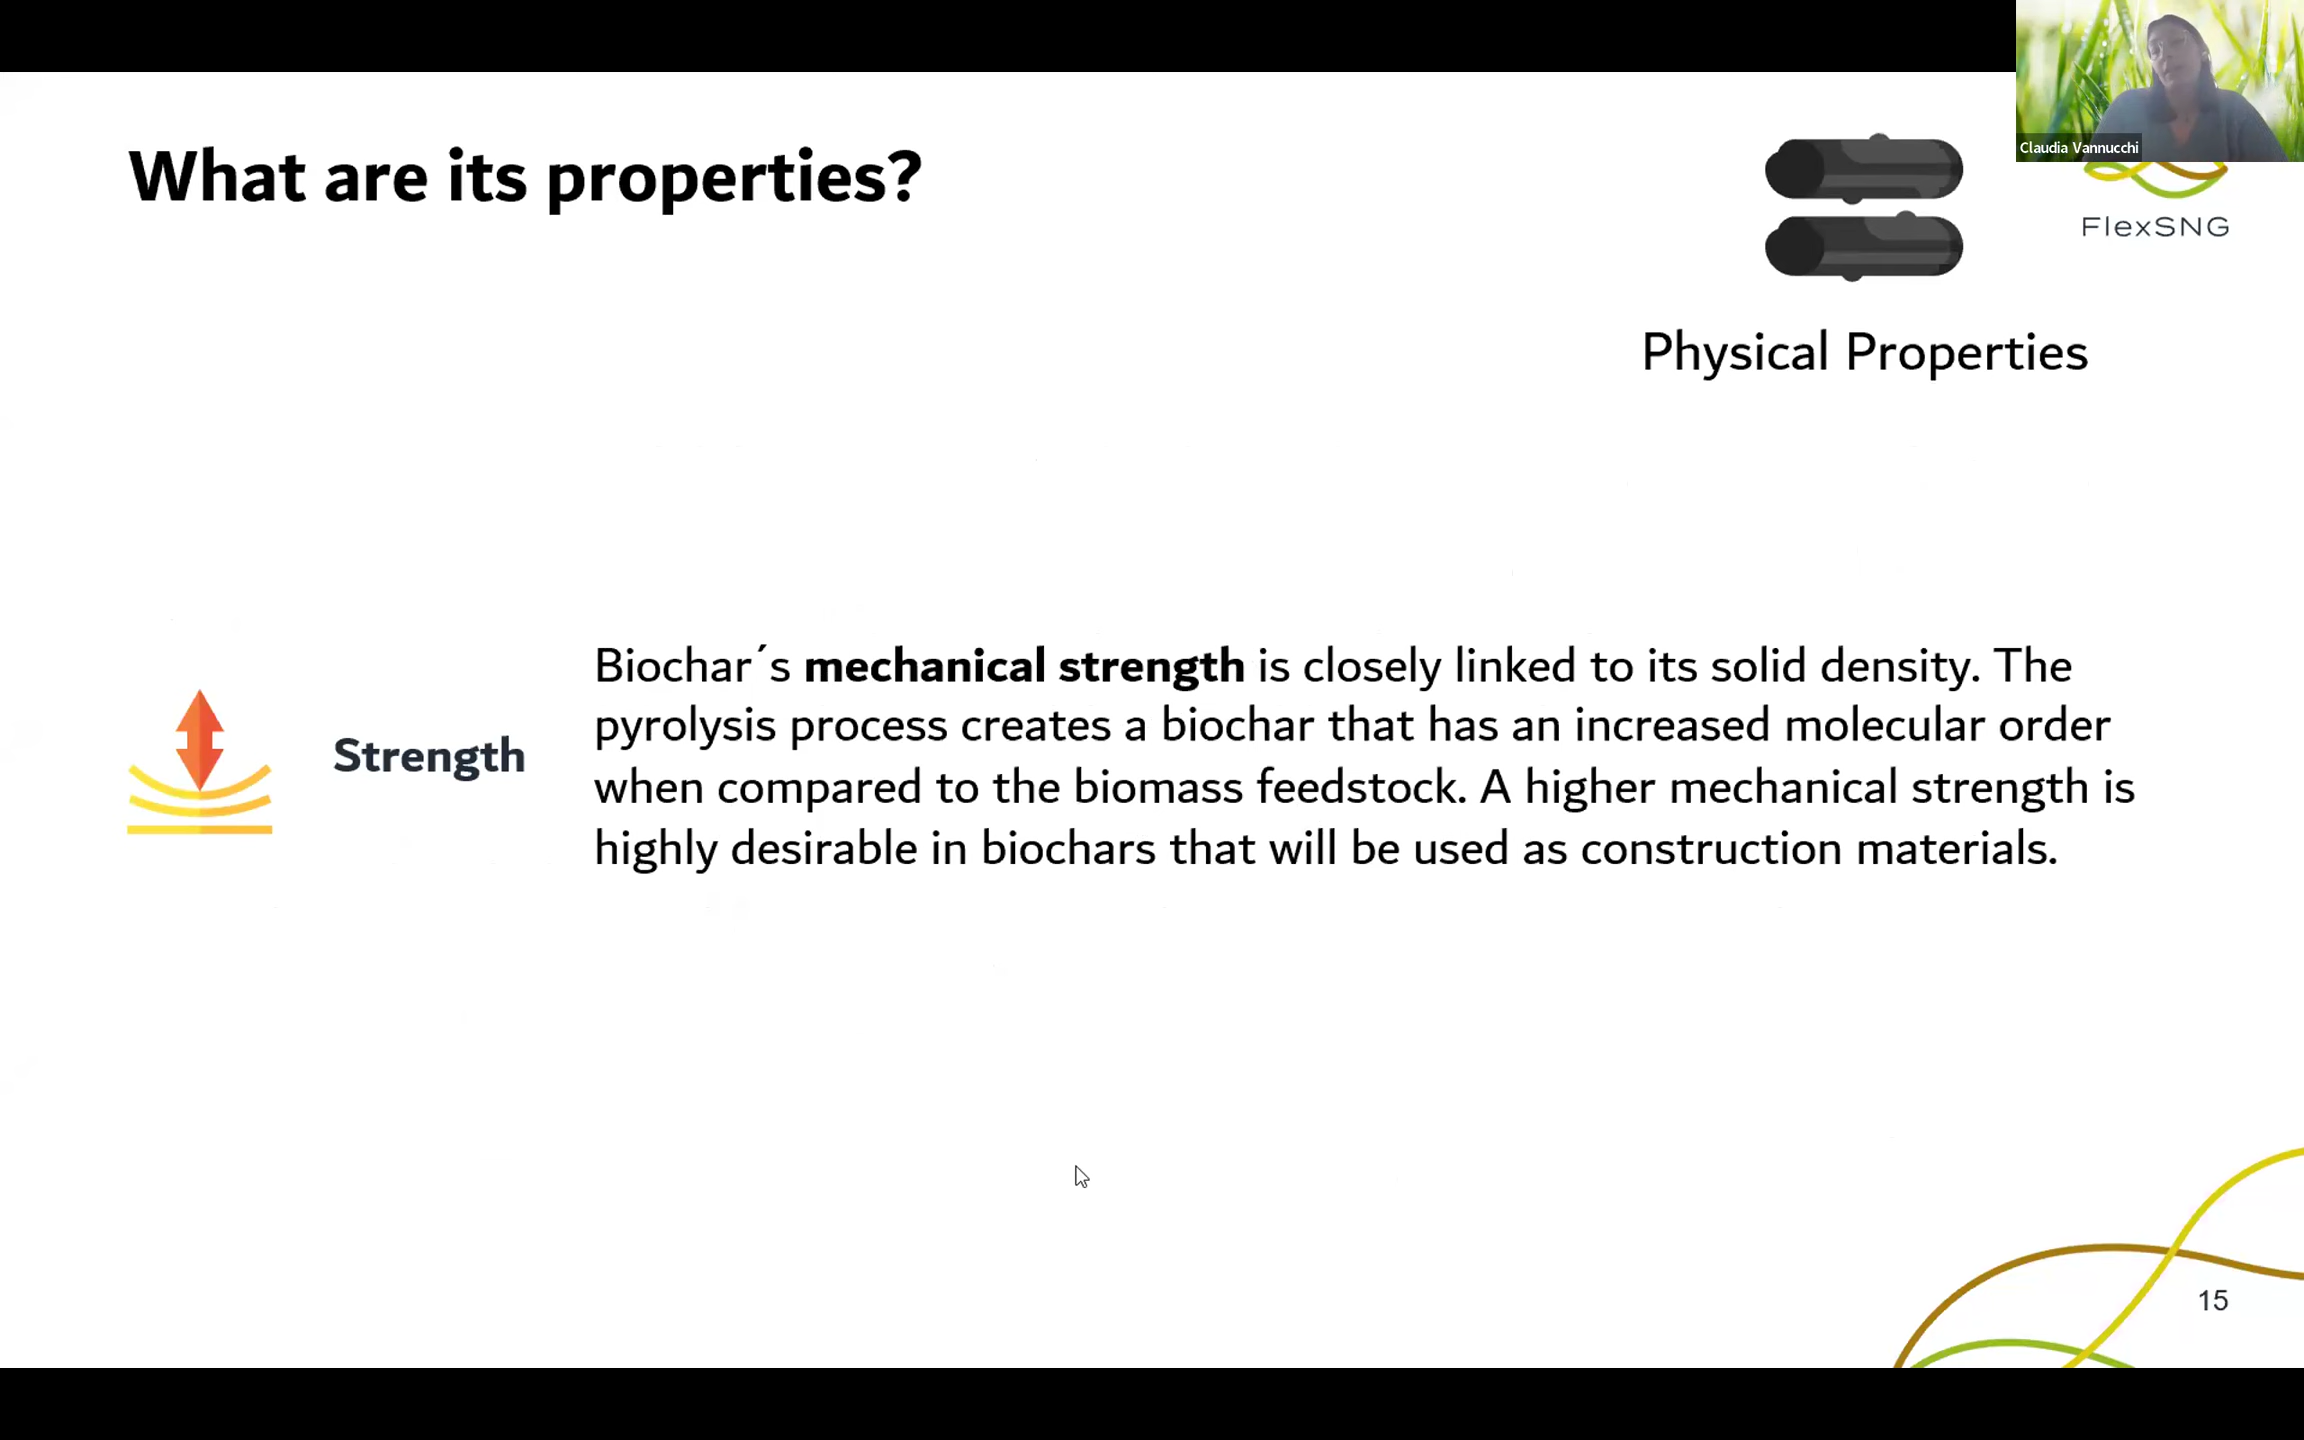 What are its properties?
Claudia Vannucchi
FlexSNG
Physical Properties
Strength
Biochar´s mechanical strength is closely linked to its solid density. The
pyrolysis process creates a biochar that has an increased molecular order
when compared to the biomass feedstock. A higher mechanical strength is
highly desirable in biochars that will be used as construction materials.
15